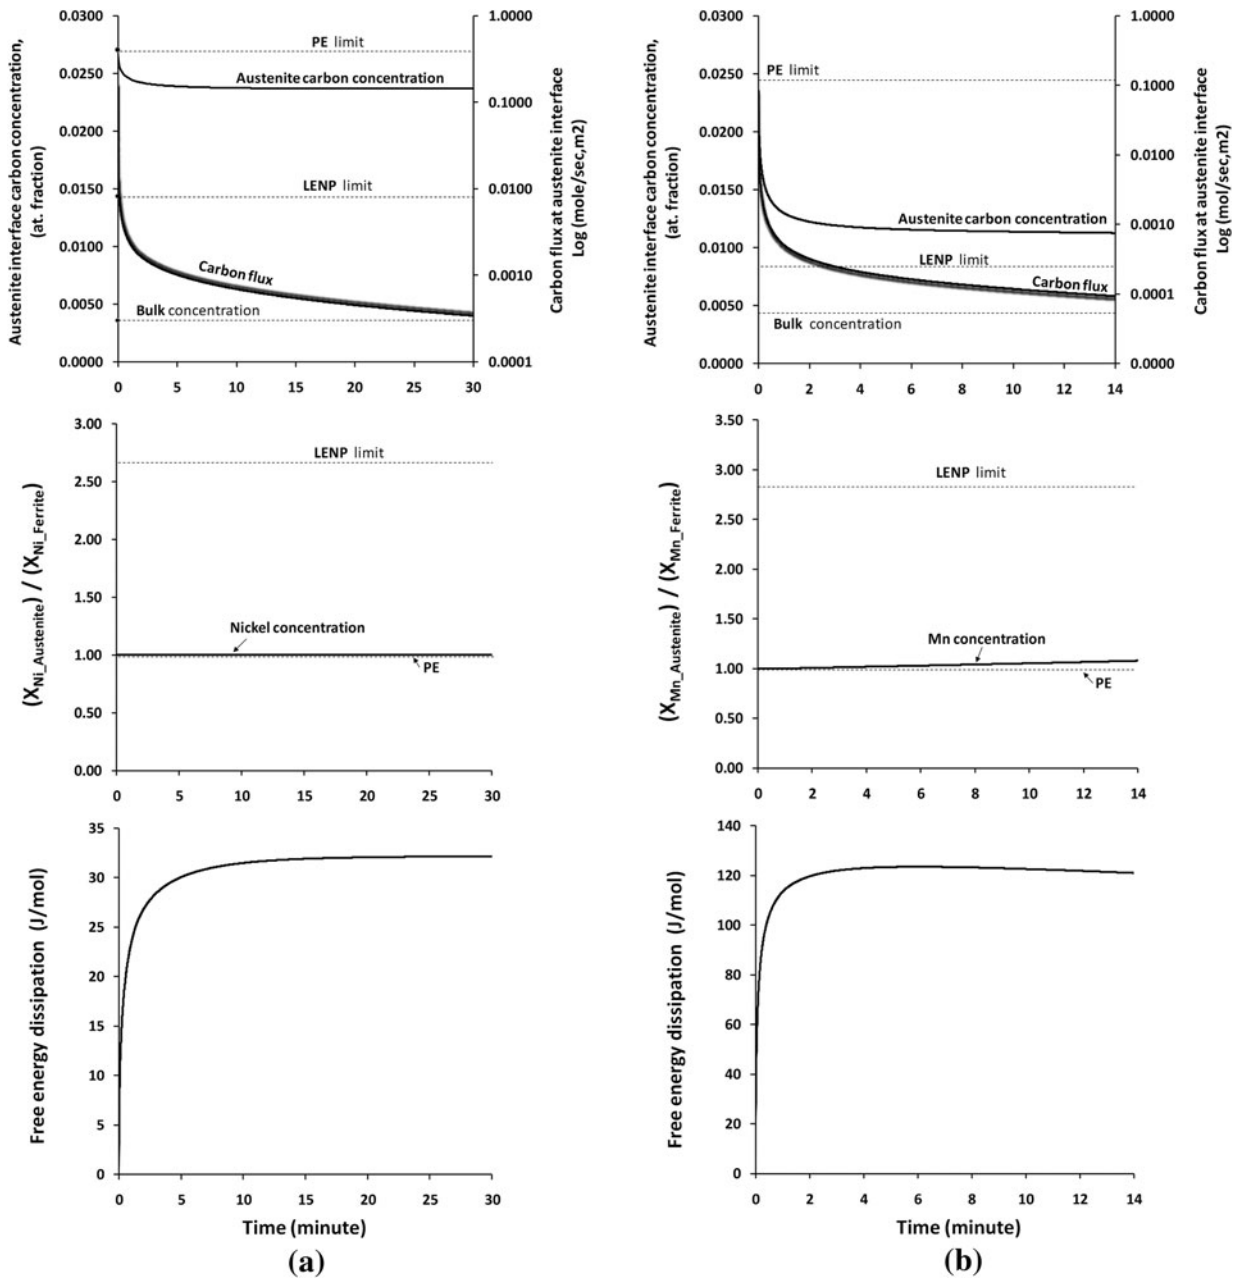 Austenite interface carbon concentration,
(at. fraction)
0.0300
0.0250
0.0200
0.0150
0.0100
0.0050
0.0000
PE limit
Austenite carbon concentration
LENP limit
Carbon flux
Bulk concentration
0 5 10 15 20 25 30
1.0000
0.1000
0.0100
0.0010
0.0001
Carbon flux at austenite interface
Log (mole/sec,m2)
Austenite interface carbon concentration,
(at. fraction)
0.0300
0.0250
0.0200
0.0150
0.0100
0.0050
0.0000
PE limit
Austenite carbon concentration
LENP limit
Carbon flux
Bulk concentration
0 2 4 6 8 10 12 14
1.0000
0.1000
0.0100
0.0010
0.0001
0.0000
Carbon flux at austenite interface
Log (mol/sec,m2)
(X_Ni_Austenite) / (X_Ni_Ferrite)
3.00
2.50
2.00
1.50
1.00
0.50
0.00
LENP limit
Nickel concentration
PE
0 5 10 15 20 25 30
(X_Mn_Austenite) / (X_Mn_Ferrite)
3.50
3.00
2.50
2.00
1.50
1.00
0.50
0.00
LENP limit
Mn concentration
PE
0 2 4 6 8 10 12 14
Free energy dissipation (J/mol)
35
30
25
20
15
10
5
0
0 5 10 15 20 25 30
Time (minute)
(a)
Free energy dissipation (J/mol)
140
120
100
80
60
40
20
0
0 2 4 6 8 10 12 14
Time (minute)
(b)